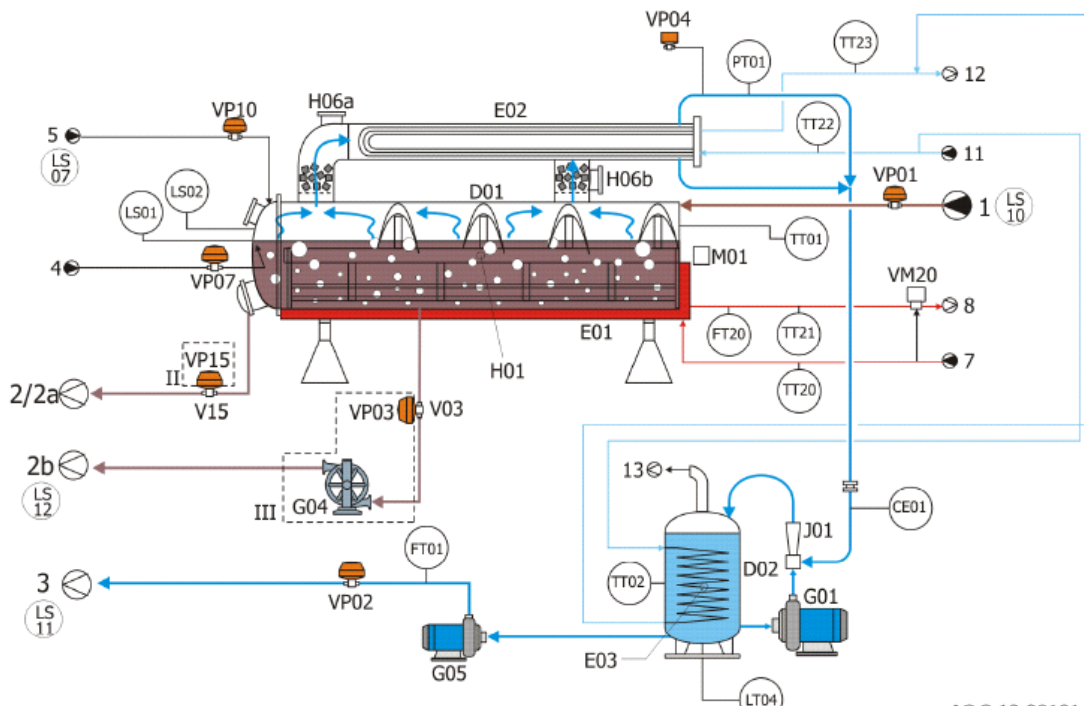 VP04
PT01
TT23
12
H06a
E02
VP10
5
LS
07
TT22
11
H06b
VP01
LS02
D01
1
LS
10
LS01
TT01
M01
4
VP07
VM20
8
FT20
TT21
E01
VP15
II
H01
7
2/2a
V15
VP03
V03
TT20
2b
LS
12
III
G04
13
J01
CE01
FT01
TT02
D02
3
LS
11
VP02
G01
G05
E03
LT04